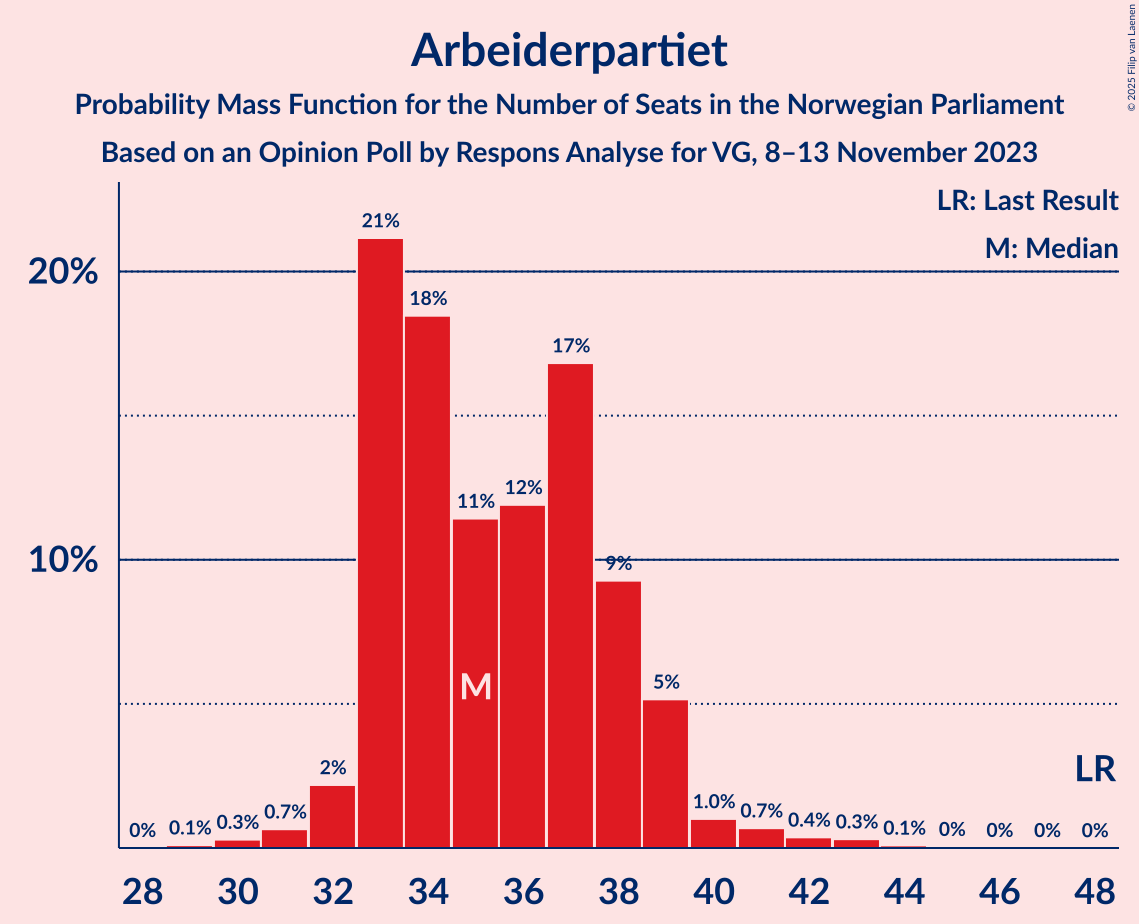 Arbeiderpartiet
Probability Mass Function for the Number of Seats in the Norwegian Parliament
Based on an Opinion Poll by Respons Analyse for VG, 8–13 November 2023
© 2025 Filip van Laenen
LR: Last Result
M: Median
20%
10%
0%
0.1%
0.3%
0.7%
2%
21%
18%
11%
12%
17%
9%
5%
1.0%
0.7%
0.4%
0.3%
0.1%
0%
0%
0%
0%
M
LR
28 30 32 34 36 38 40 42 44 46 48